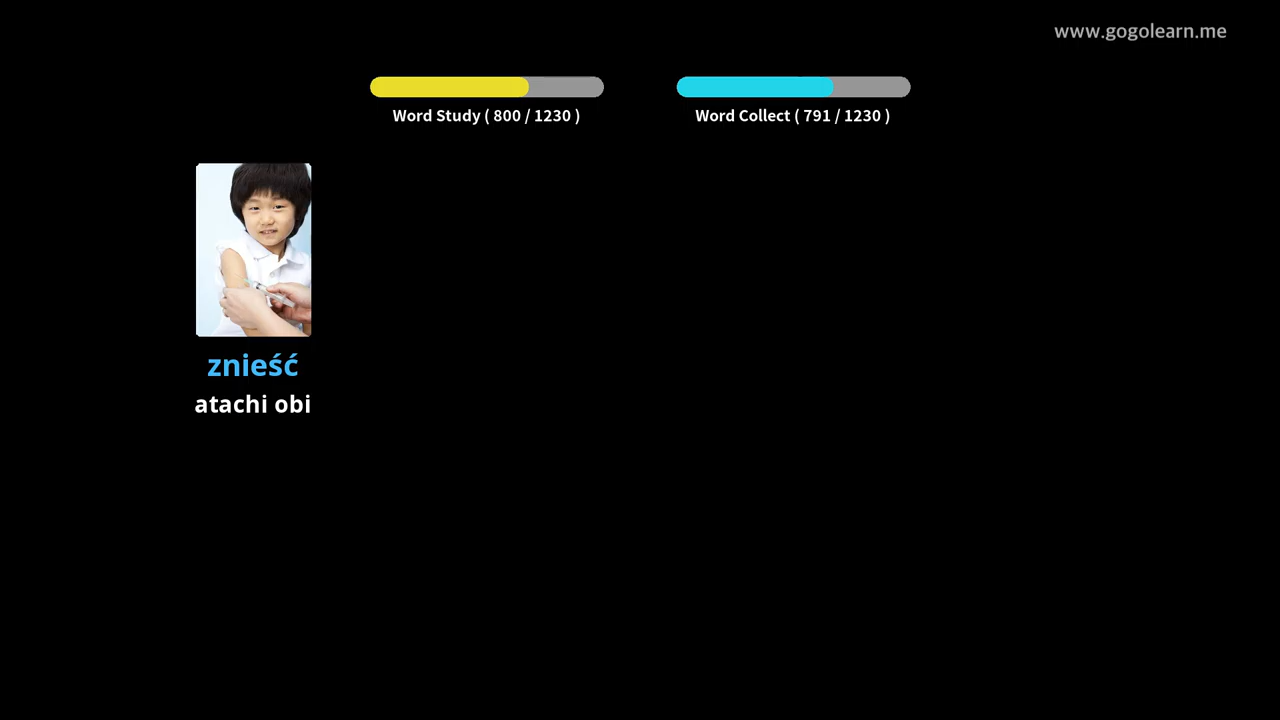 www.gogolearn.me
Word Study ( 800 / 1230 )
Word Collect ( 791 / 1230 )
znieść
atachi obi